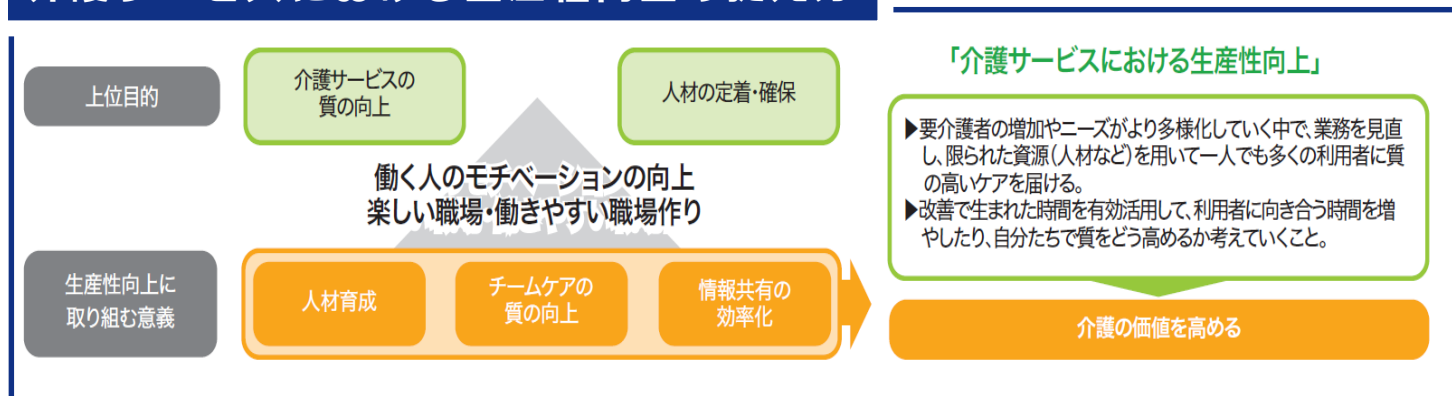 上位目的
介護サービスの
質の向上
人材の定着・確保
働く人のモチベーションの向上
楽しい職場・働きやすい職場作り
生産性向上に
取り組む意義
人材育成
チームケアの
質の向上
情報共有の
効率化
「介護サービスにおける生産性向上」
▶要介護者の増加やニーズがより多様化していく中で、業務を見直
し、限られた資源（人材など）を用いて一人でも多くの利用者に質
の高いケアを届ける。
▶改善で生まれた時間を有効活用して、利用者に向き合う時間を増
やしたり、自分たちで質をどう高めるか考えていくこと。
介護の価値を高める